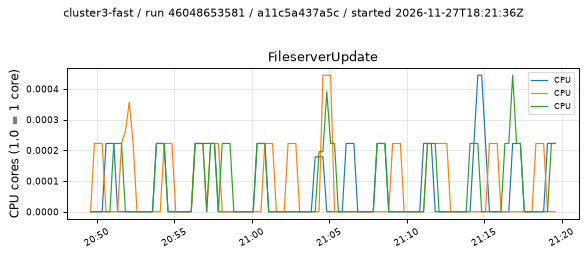 cluster3-fast / run 46048653581 / a11c5a437a5c / started 2026-11-27T18:21:36Z
FileserverUpdate
CPU cores (1.0 = 1 core)
0.0004
0.0003
0.0002
0.0001
0.0000
CPU
CPU
CPU
20:50
20:55
21:00
21:05
21:10
21:15
21:20